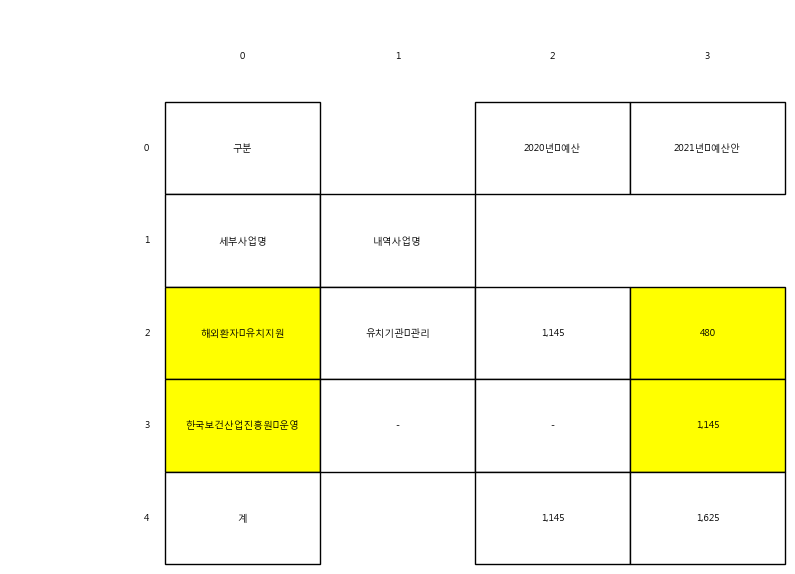 0 1 2 3
0 구분 2020년 예산 2021년 예산안
1 세부사업명 내역사업명
2 해외환자 유치지원 유치기관 관리 1,145 480
3 한국보건산업진흥원 운영 - - 1,145
4 계 1,145 1,625